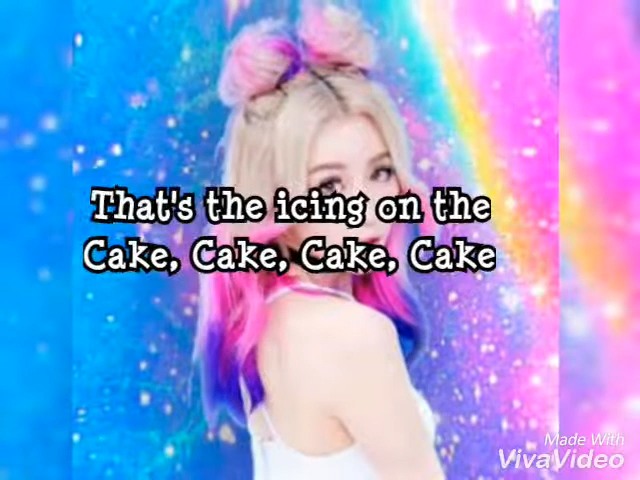 That's the icing on the
Cake, Cake, Cake, Cake
Made With
VivaVideo